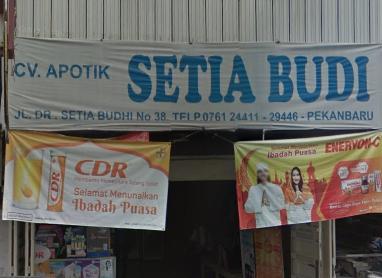 CV. APOTIK SETIA BUDI
JL. DR. SETIA BUDHI No 38. TELP.0761 24411 - 29446 - PEKANBARU
CDR
Selamat Menunaikan
Ibadah Puasa
ENERVON-C
Ibadah Puasa
CDR